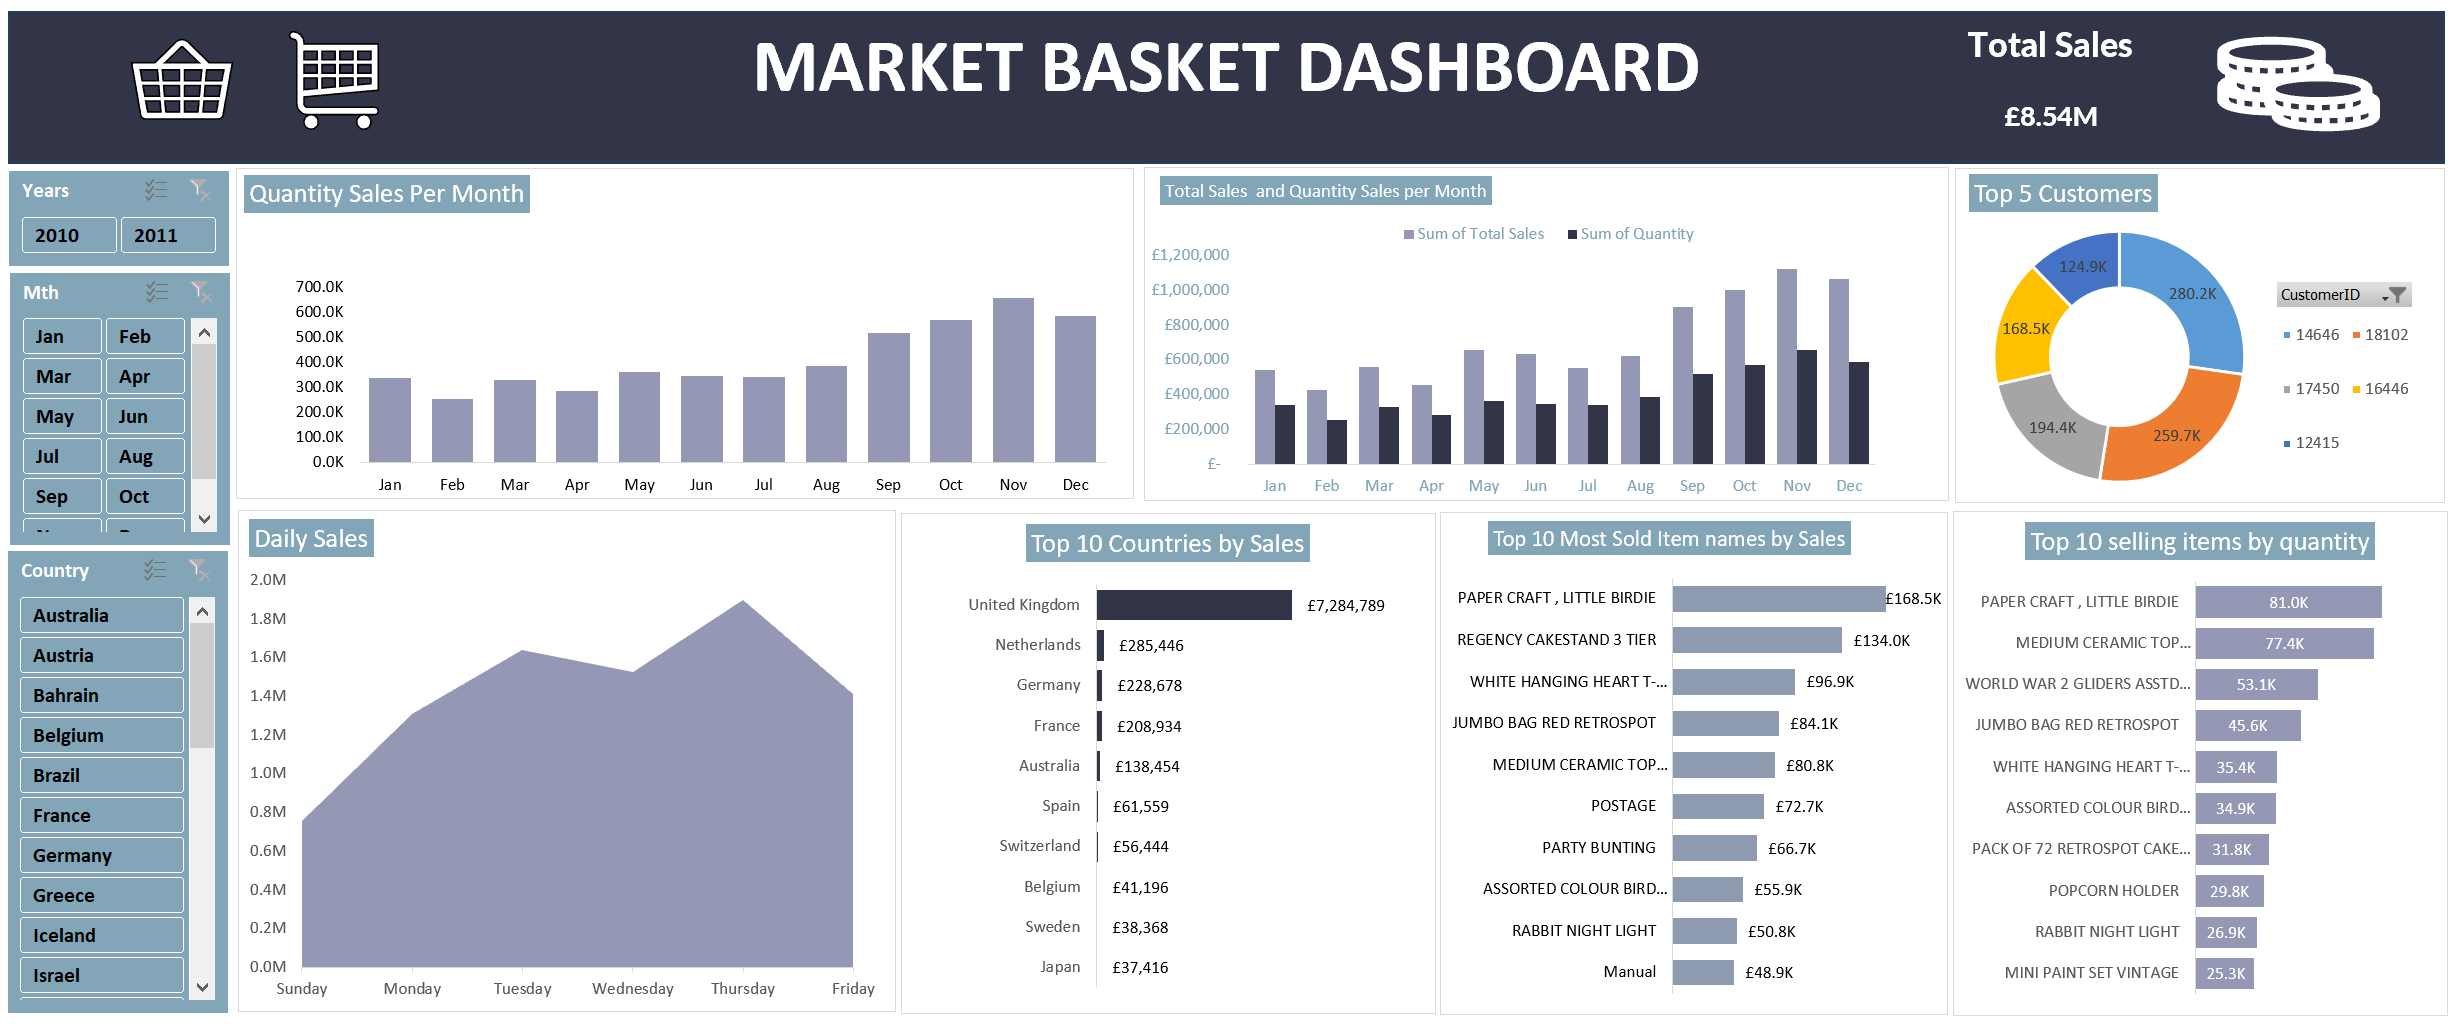 MARKET BASKET DASHBOARD
Total Sales
£8.54M
Years
2010 2011
Mth
Jan Feb
Mar Apr
May Jun
Jul Aug
Sep Oct
Country
Australia
Austria
Bahrain
Belgium
Brazil
France
Germany
Greece
Iceland
Israel
Quantity Sales Per Month
700.0K
600.0K
500.0K
400.0K
300.0K
200.0K
100.0K
0.0K
Jan Feb Mar Apr May Jun Jul Aug Sep Oct Nov Dec
Total Sales and Quantity Sales per Month
Sum of Total Sales Sum of Quantity
£1,200,000
£1,000,000
£800,000
£600,000
£400,000
£200,000
£-
Jan Feb Mar Apr May Jun Jul Aug Sep Oct Nov Dec
Top 5 Customers
124.9K
280.2K
168.5K
194.4K
259.7K
CustomerID
14646 18102
17450 16446
12415
Daily Sales
2.0M
1.8M
1.6M
1.4M
1.2M
1.0M
0.8M
0.6M
0.4M
0.2M
0.0M
Sunday Monday Tuesday Wednesday Thursday Friday
Top 10 Countries by Sales
United Kingdom £7,284,789
Netherlands £285,446
Germany £228,678
France £208,934
Australia £138,454
Spain £61,559
Switzerland £56,444
Belgium £41,196
Sweden £38,368
Japan £37,416
Top 10 Most Sold Item names by Sales
PAPER CRAFT , LITTLE BIRDIE £168.5K
REGENCY CAKESTAND 3 TIER £134.0K
WHITE HANGING HEART T-... £96.9K
JUMBO BAG RED RETROSPOT £84.1K
MEDIUM CERAMIC TOP... £80.8K
POSTAGE £72.7K
PARTY BUNTING £66.7K
ASSORTED COLOUR BIRD... £55.9K
RABBIT NIGHT LIGHT £50.8K
Manual £48.9K
Top 10 selling items by quantity
PAPER CRAFT , LITTLE BIRDIE 81.0K
MEDIUM CERAMIC TOP... 77.4K
WORLD WAR 2 GLIDERS ASSTD... 53.1K
JUMBO BAG RED RETROSPOT 45.6K
WHITE HANGING HEART T-... 35.4K
ASSORTED COLOUR BIRD... 34.9K
PACK OF 72 RETROSPOT CAKE... 31.8K
POPCORN HOLDER 29.8K
RABBIT NIGHT LIGHT 26.9K
MINI PAINT SET VINTAGE 25.3K